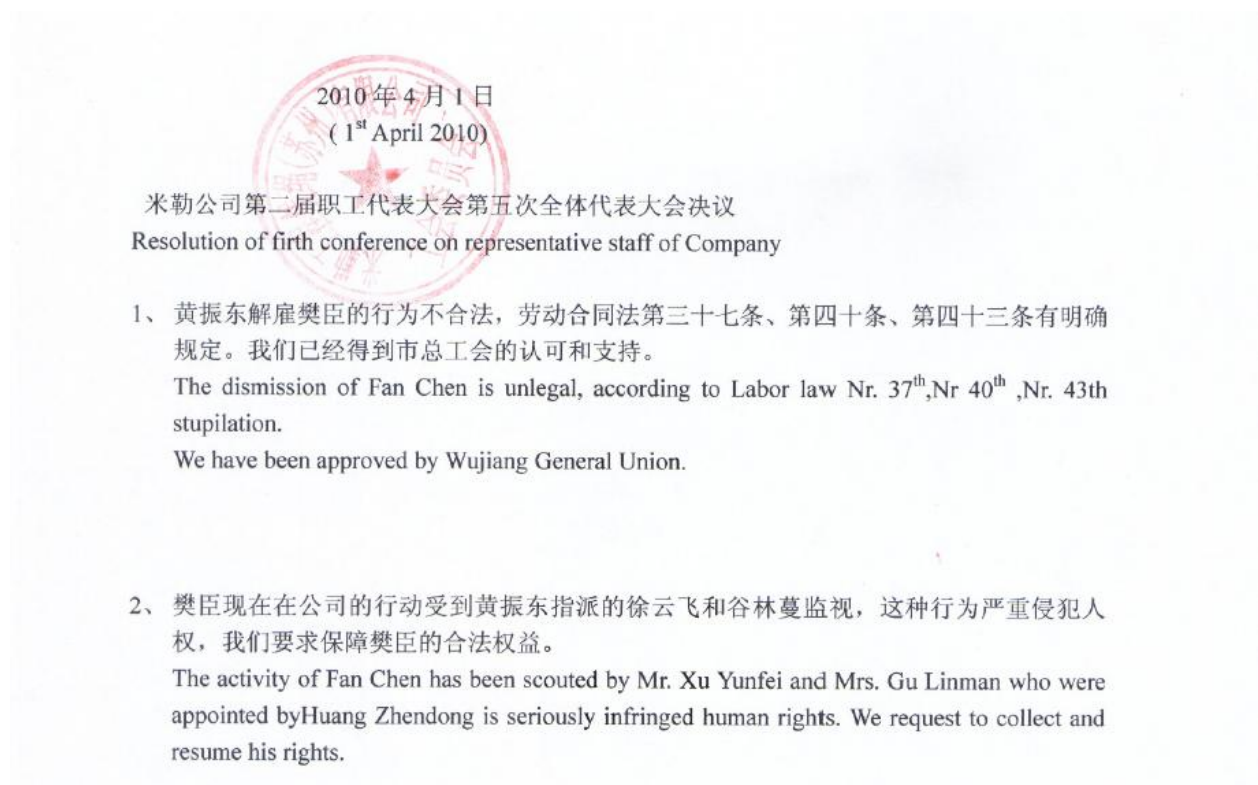 2010 年 4 月 1 日
( 1st April 2010)
米勒公司第二届职工代表大会第五次全体代表大会决议
Resolution of firth conference on representative staff of Company
1、 黄振东解雇樊臣的行为不合法，劳动合同法第三十七条、第四十条、第四十三条有明确
规定。我们已经得到市总工会的认可和支持。
The dismission of Fan Chen is unlegal, according to Labor law Nr. 37th,Nr 40th ,Nr. 43th
stupilation.
We have been approved by Wujiang General Union.
2、 樊臣现在在公司的行动受到黄振东指派的徐云飞和谷林蔓监视，这种行为严重侵犯人
权，我们要求保障樊臣的合法权益。
The activity of Fan Chen has been scouted by Mr. Xu Yunfei and Mrs. Gu Linman who were
appointed byHuang Zhendong is seriously infringed human rights. We request to collect and
resume his rights.